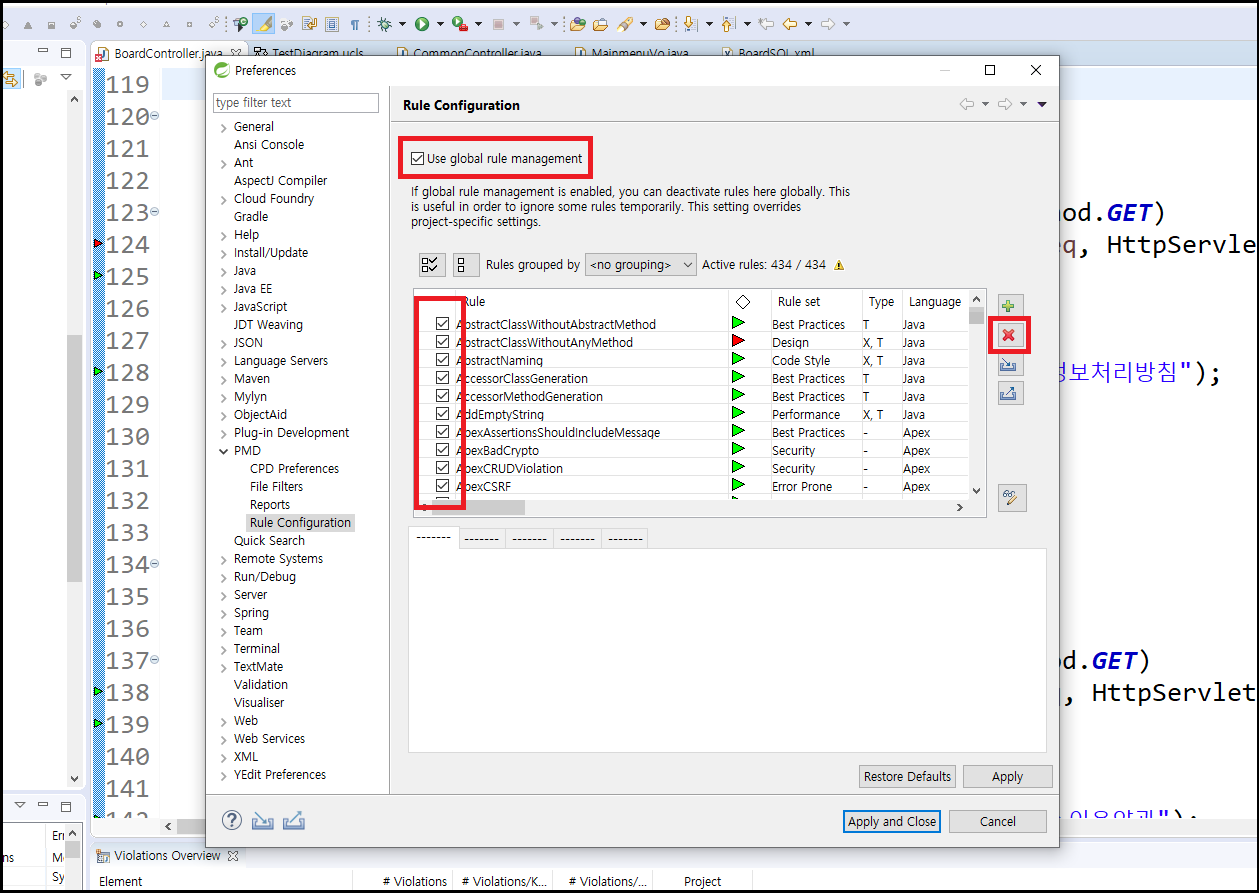 BoardController.java
TestDiagram.ucls
CommonController.java
MainmenuVo.java
BoardSQL.xml
Preferences
type filter text
General
Ansi Console
Ant
AspectJ Compiler
Cloud Foundry
Gradle
Help
Install/Update
Java
Java EE
JavaScript
JDT Weaving
JSON
Language Servers
Maven
Mylyn
ObjectAid
Plug-in Development
PMD
CPD Preferences
File Filters
Reports
Rule Configuration
Quick Search
Remote Systems
Run/Debug
Server
Spring
Team
Terminal
TextMate
Validation
Visualiser
Web
Web Services
XML
YEdit Preferences
Rule Configuration
Use global rule management
If global rule management is enabled, you can deactivate rules here globally. This
is useful in order to ignore some rules temporarily. This setting overrides
project-specific settings.
Rules grouped by <no grouping> Active rules: 434 / 434
Rule Rule set Type Language
AbstractClassWithoutAbstractMethod Best Practices T Java
AbstractClassWithoutAnyMethod Design X, T Java
AbstractNaming Code Style X, T Java
AccessorClassGeneration Best Practices T Java
AccessorMethodGeneration Best Practices T Java
AddEmptyString Performance X, T Java
ApexAssertionsShouldIncludeMessage Best Practices - Apex
ApexBadCrypto Security - Apex
ApexCRUDViolation Security - Apex
ApexCSRF Error Prone - Apex
------- ------- ------- ------- -------
Restore Defaults Apply
Apply and Close Cancel
119
120
121
122
123
124
125
126
127
128
129
130
131
132
133
134
135
136
137
138
139
140
141
142
od.GET)
eq, HttpServle
정보처리방침");
od.GET)
, HttpServlet
이용약관");
Err
ns M
Sy
Violations Overview
Element # Violations # Violations/K... # Violations/... Project